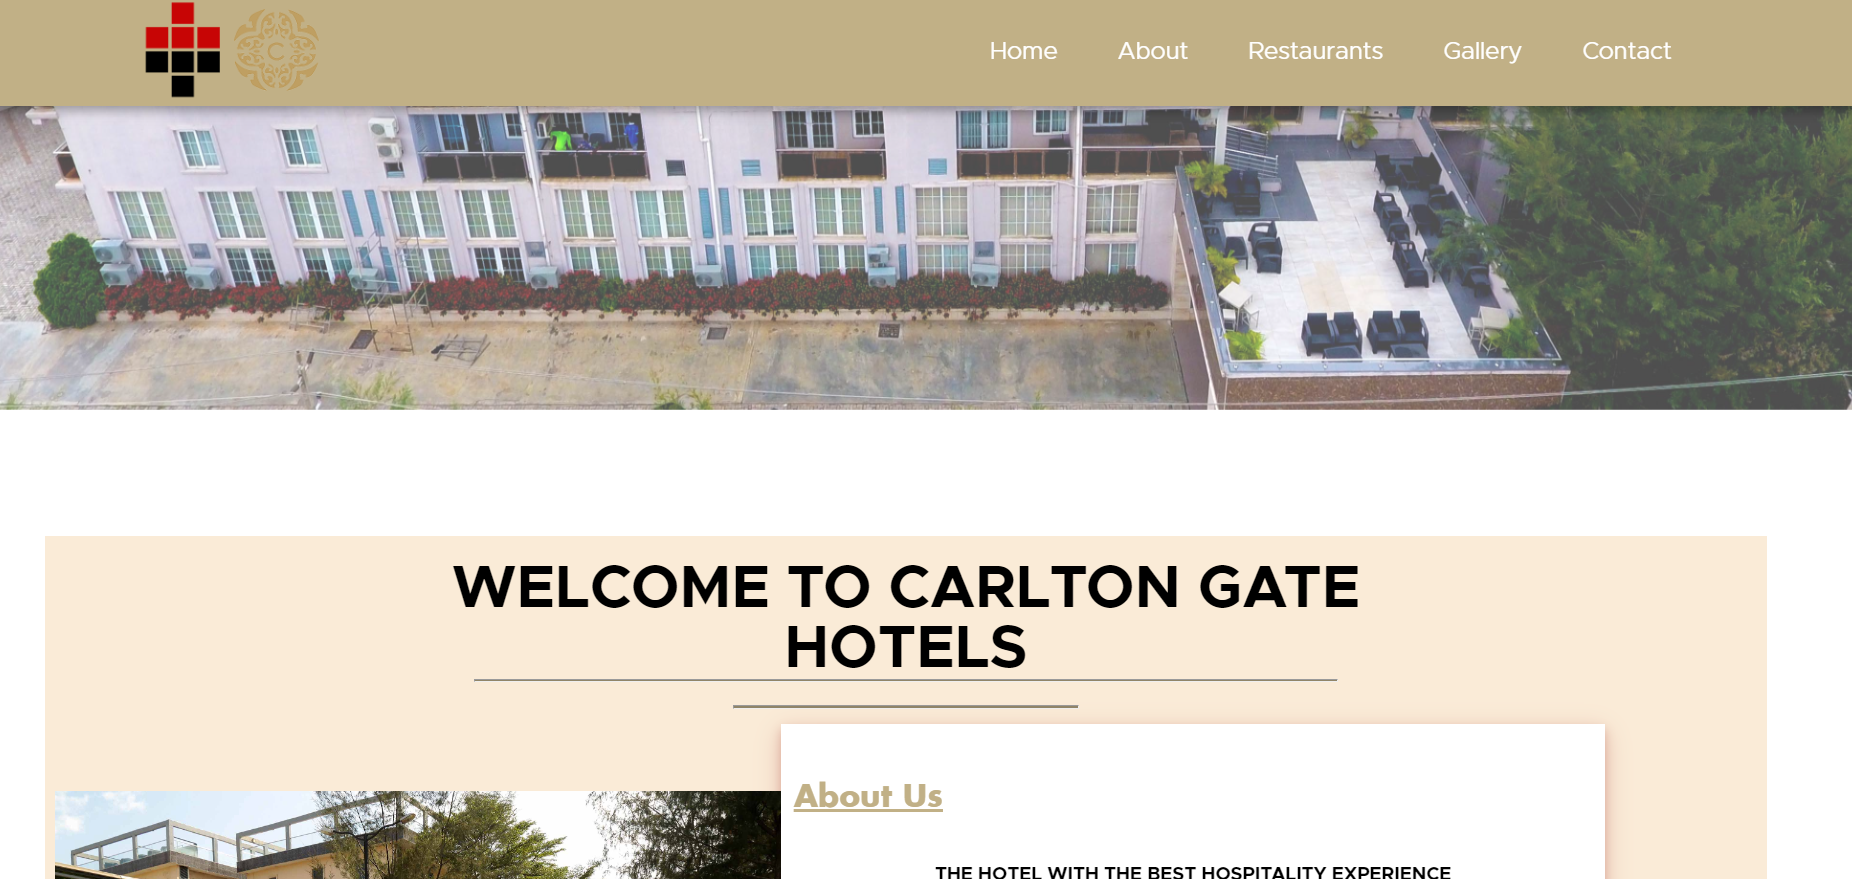 C
Home About Restaurants Gallery Contact
WELCOME TO CARLTON GATE
HOTELS
About Us
THE HOTEL WITH THE BEST HOSPITALITY EXPERIENCE